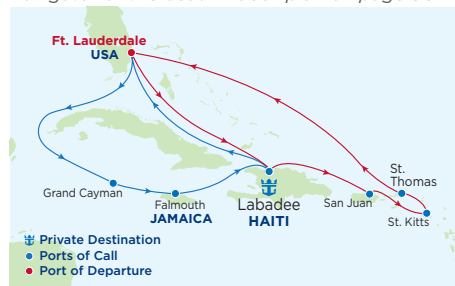 Ft. Lauderdale
USA
Grand Cayman
Falmouth
JAMAICA
Labadee
HAITI
San Juan
St.
Thomas
St. Kitts
Private Destination
Ports of Call
Port of Departure